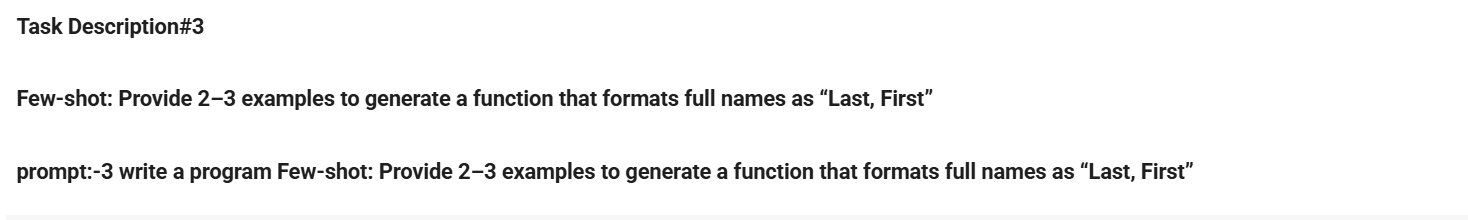 Task Description#3
Few-shot: Provide 2–3 examples to generate a function that formats full names as “Last, First”
prompt:-3 write a program Few-shot: Provide 2–3 examples to generate a function that formats full names as “Last, First”